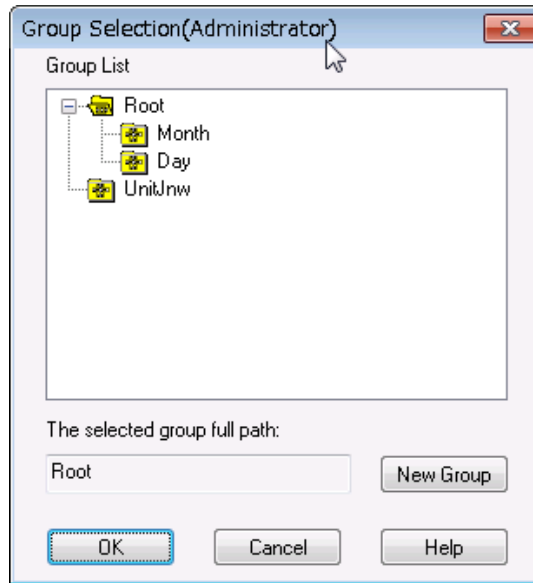 Group Selection(Administrator)
Group List
Root
Month
Day
UnitJnw
The selected group full path:
Root
New Group
OK
Cancel
Help